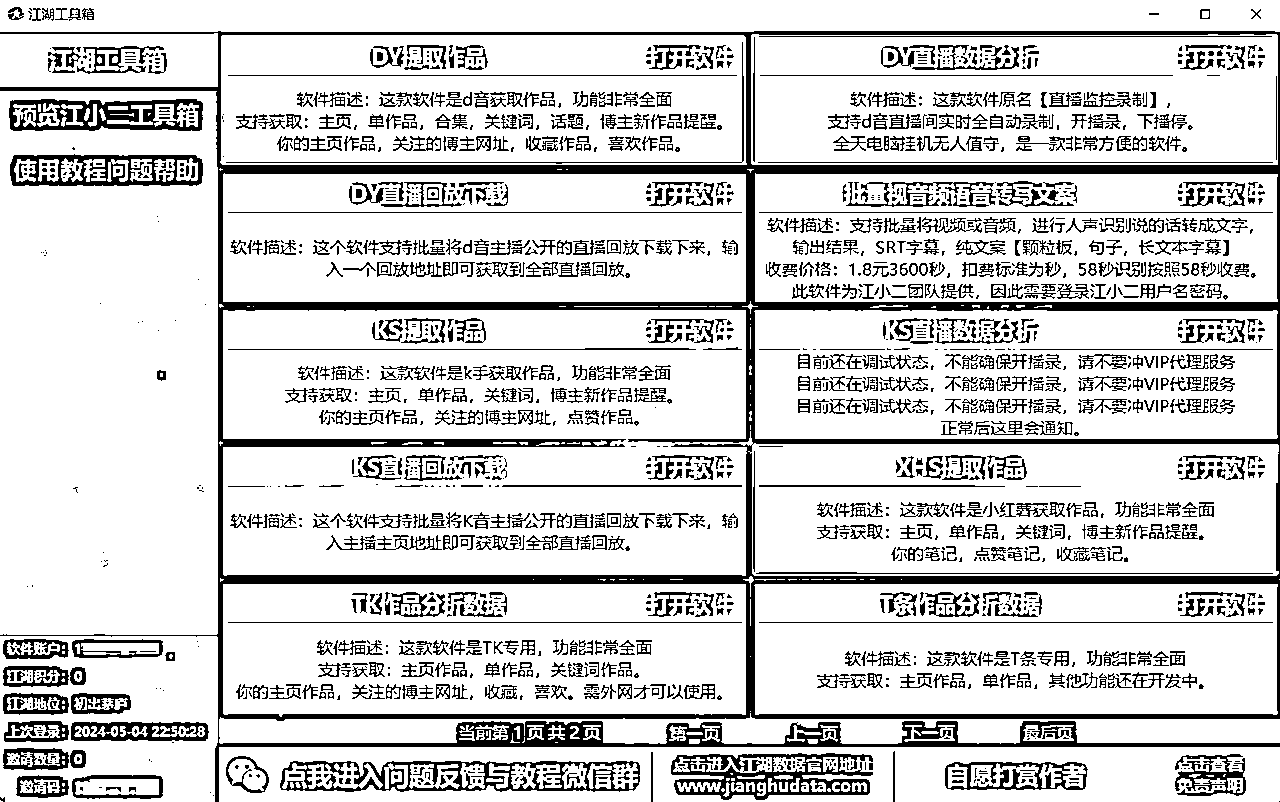 江湖工具箱
江湖工具箱
预览江小二工具箱
使用教程问题帮助
DY提取作品 打开软件
软件描述：这款软件是d音获取作品，功能非常全面
支持获取：主页，单作品，合集，关键词，话题，博主新作品提醒。
你的主页作品，关注的博主网址，收藏作品，喜欢作品。
DY直播数据分析 打开软件
软件描述：这款软件原名【直播监控录制】，
支持d音直播间实时全自动录制，开播录，下播停。
全天电脑挂机无人值守，是一款非常方便的软件。
DY直播回放下载 打开软件
软件描述：这个软件支持批量将d音主播公开的直播回放下载下来，输
入一个回放地址即可获取到全部直播回放。
批量视音频语音转写文案 打开软件
软件描述：支持批量将视频或音频，进行人声识别说的话转成文字，
输出结果，SRT字幕，纯文案【颗粒板，句子，长文本字幕】
收费价格：1.8元3600秒，扣费标准为秒，58秒识别按照58秒收费。
此软件为江小二团队提供，因此需要登录江小二用户名密码。
KS提取作品 打开软件
软件描述：这款软件是k手获取作品，功能非常全面
支持获取：主页，单作品，关键词，博主新作品提醒。
你的主页作品，关注的博主网址，点赞作品。
KS直播数据分析 打开软件
目前还在调试状态，不能确保开播录，请不要冲VIP代理服务
目前还在调试状态，不能确保开播录，请不要冲VIP代理服务
目前还在调试状态，不能确保开播录，请不要冲VIP代理服务
正常后这里会通知。
KS直播回放下载 打开软件
软件描述：这个软件支持批量将K音主播公开的直播回放下载下来，输
入主播主页地址即可获取到全部直播回放。
XHS提取作品 打开软件
软件描述：这款软件是小红薯获取作品，功能非常全面
支持获取：主页，单作品，关键词，博主新作品提醒。
你的笔记，点赞笔记，收藏笔记。
TK作品分析数据 打开软件
软件描述：这款软件是TK专用，功能非常全面
支持获取：主页作品，单作品，关键词作品。
你的主页作品，关注的博主网址，收藏，喜欢。需外网才可以使用。
T条作品分析数据 打开软件
软件描述：这款软件是T条专用，功能非常全面
支持获取：主页作品，单作品，其他功能还在开发中。
软件账户：
江湖积分：0
江湖地位：初出茅庐
上次登录：2024-05-04 22:50:28
邀请数量：0
邀请码：
当前第 1 页 共 2 页 第一页 上一页 下一页 最后页
点我进入问题反馈与教程微信群
点击进入江湖数据官网地址
www.jianghudata.com
自愿打赏作者
点击查看
免责声明